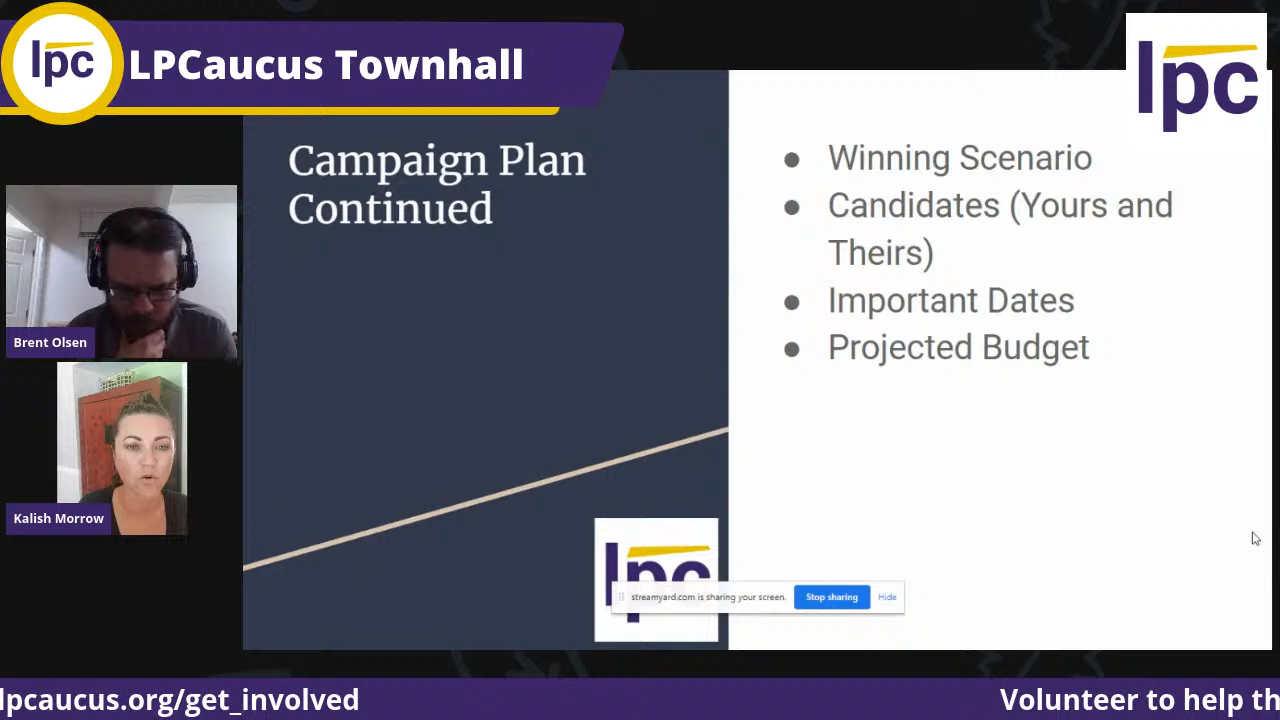 lpc
LPCaucus Townhall
lpc
Campaign Plan
Continued
● Winning Scenario
● Candidates (Yours and
Theirs)
● Important Dates
● Projected Budget
Brent Olsen
Kalish Morrow
lpc
streamyard.com is sharing your screen.
Stop sharing
Hide
lpcaucus.org/get_involved
Volunteer to help th